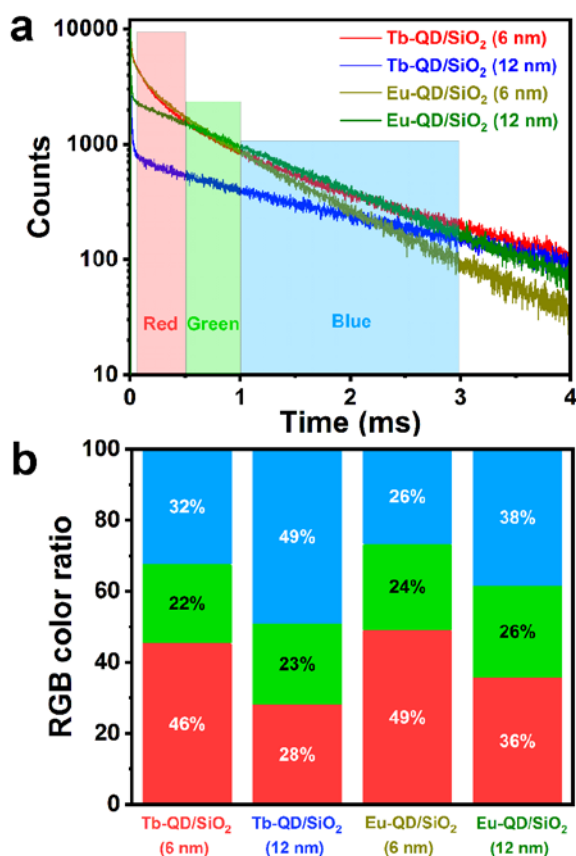 a
10000
1000
100
10
Counts
Tb-QD/SiO₂ (6 nm)
Tb-QD/SiO₂ (12 nm)
Eu-QD/SiO₂ (6 nm)
Eu-QD/SiO₂ (12 nm)
Red
Green
Blue
0 1 2 3 4
Time (ms)
b
100
80
60
40
20
0
RGB color ratio
32% 49% 26% 38%
22% 23% 24% 26%
46% 28% 49% 36%
Tb-QD/SiO₂ Tb-QD/SiO₂ Eu-QD/SiO₂ Eu-QD/SiO₂
(6 nm) (12 nm) (6 nm) (12 nm)